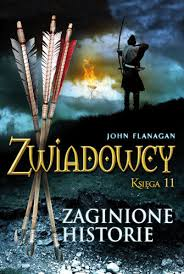 JOHN FLANAGAN
ZWIADOWCY
KSIĘGA 11
ZAGINIONE
HISTORIE